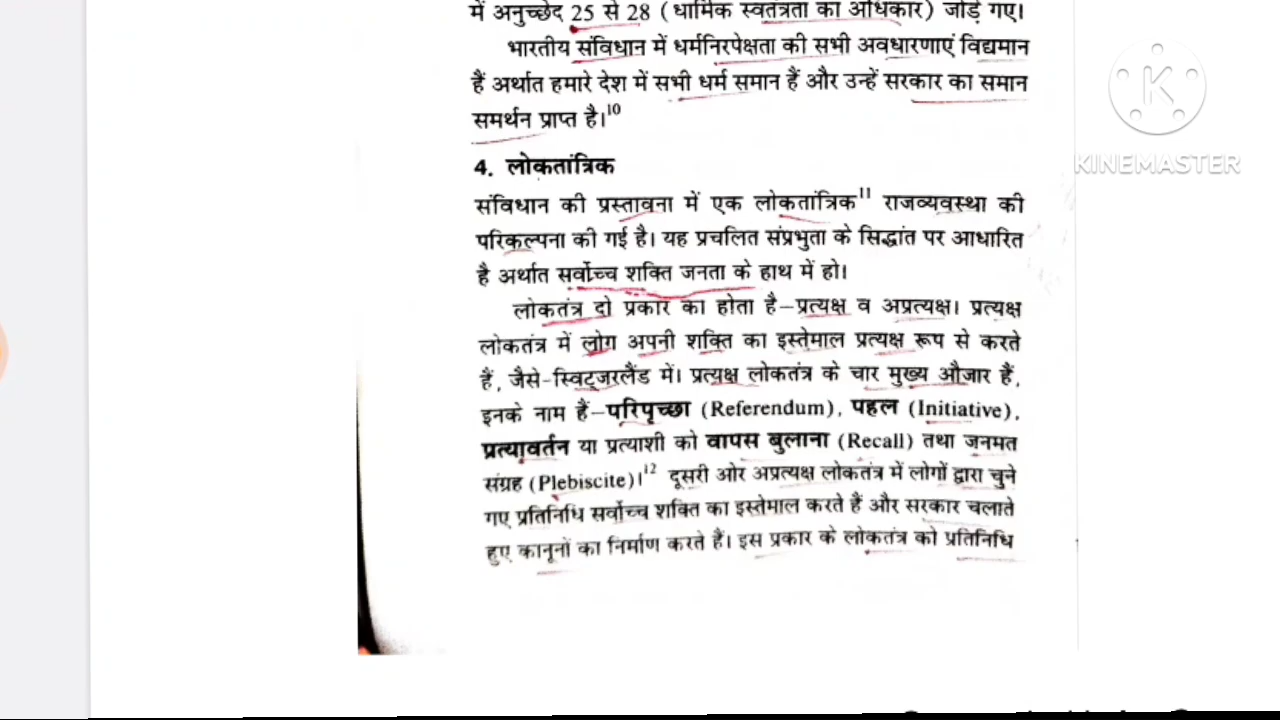 में अनुच्छेद 25 से 28 (धार्मिक स्वतंत्रता का अधिकार) जोड़े गए।
भारतीय संविधान में धर्मनिरपेक्षता की सभी अवधारणाएं विद्यमान
हैं अर्थात हमारे देश में सभी धर्म समान हैं और उन्हें सरकार का समान
समर्थन प्राप्त है।10
K
KINEMASTER
4. लोकतांत्रिक
संविधान की प्रस्तावना में एक लोकतांत्रिक11 राजव्यवस्था की
परिकल्पना की गई है। यह प्रचलित संप्रभुता के सिद्धांत पर आधारित
है अर्थात सर्वोच्च शक्ति जनता के हाथ में हो।
लोकतंत्र दो प्रकार का होता है–प्रत्यक्ष व अप्रत्यक्ष। प्रत्यक्ष
लोकतंत्र में लोग अपनी शक्ति का इस्तेमाल प्रत्यक्ष रूप से करते
हैं, जैसे-स्विट्जरलैंड में। प्रत्यक्ष लोकतंत्र के चार मुख्य औजार हैं,
इनके नाम हैं–परिपृच्छा (Referendum), पहल (Initiative),
प्रत्यावर्तन या प्रत्याशी को वापस बुलाना (Recall) तथा जनमत
संग्रह (Plebiscite)।12 दूसरी ओर अप्रत्यक्ष लोकतंत्र में लोगों द्वारा चुने
गए प्रतिनिधि सर्वोच्च शक्ति का इस्तेमाल करते हैं और सरकार चलाते
हुए कानूनों का निर्माण करते हैं। इस प्रकार के लोकतंत्र को प्रतिनिधि